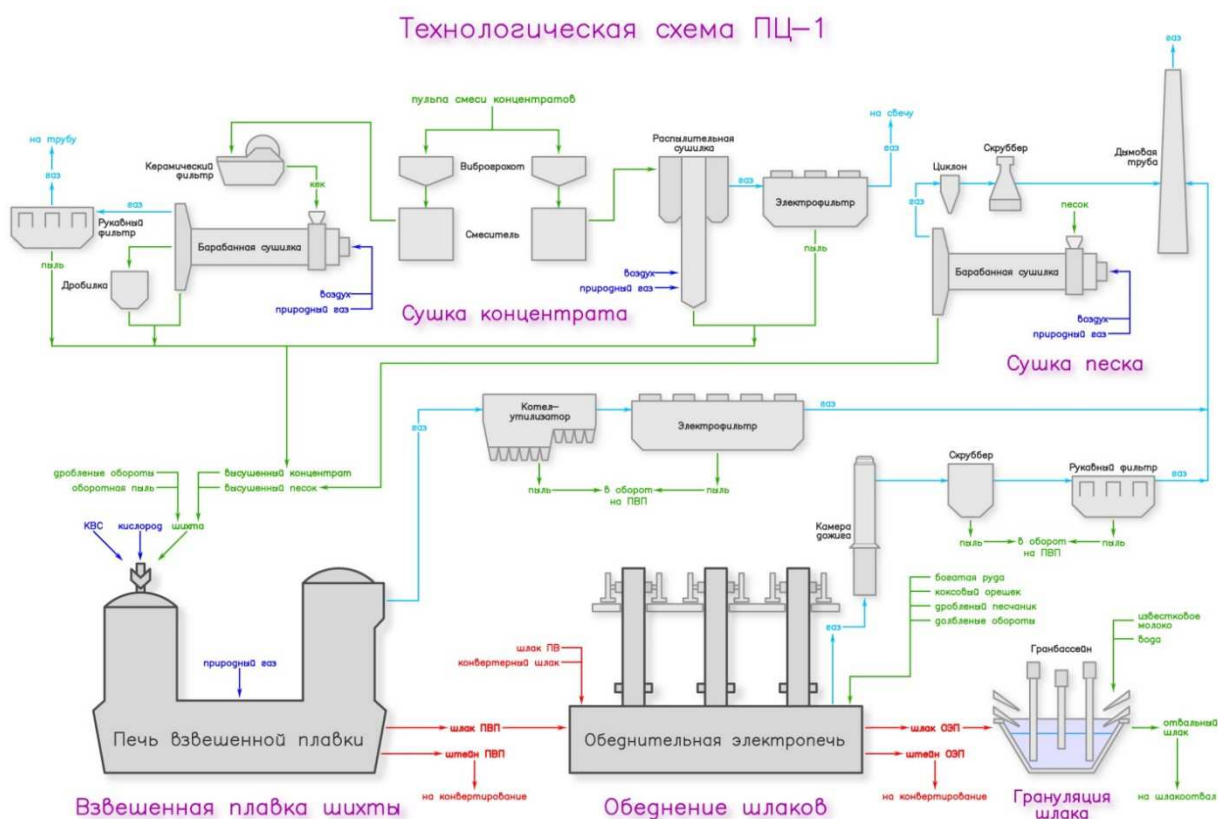 Технологическая схема ПЦ-1
пульпа смеси концентратов
на трубу
газ
газ
Рукавный
фильтр
пыль
Керамический
фильтр
кек
Барабанная сушилка
Дробилка
воздух
природный газ
Виброгрохот
Смеситель
Сушка концентрата
Распылительная
сушилка
газ
на свечу
газ
Электрофильтр
пыль
воздух
природный газ
газ
Циклон
Скруббер
газ
Дымовая
труба
песок
Барабанная сушилка
воздух
природный газ
Сушка песка
газ
Котел-
утилизатор
Электрофильтр
газ
пыль
в оборот
на ПВП
пыль
дробленые обороты
оборотная пыль
высушенный концентрат
высушенный песок
КВС
кислород
шихта
природный газ
Печь взвешенной плавки
шлак ПВП
штейн ПВП
на конвертирование
Взвешенная плавка шихты
Камера
дожига
Скруббер
Рукавный фильтр
газ
пыль
в оборот
на ПВП
пыль
газ
богатая руда
коксовый орешек
дробленый песчаник
долбленые обороты
шлак ПВ
конвертерный шлак
Обеднительная электропечь
шлак ОЭП
штейн ОЭП
на конвертирование
Обеднение шлаков
известковое
молоко
вода
Гранбассейн
отвальный
шлак
на шлакоотвал
Грануляция
шлака